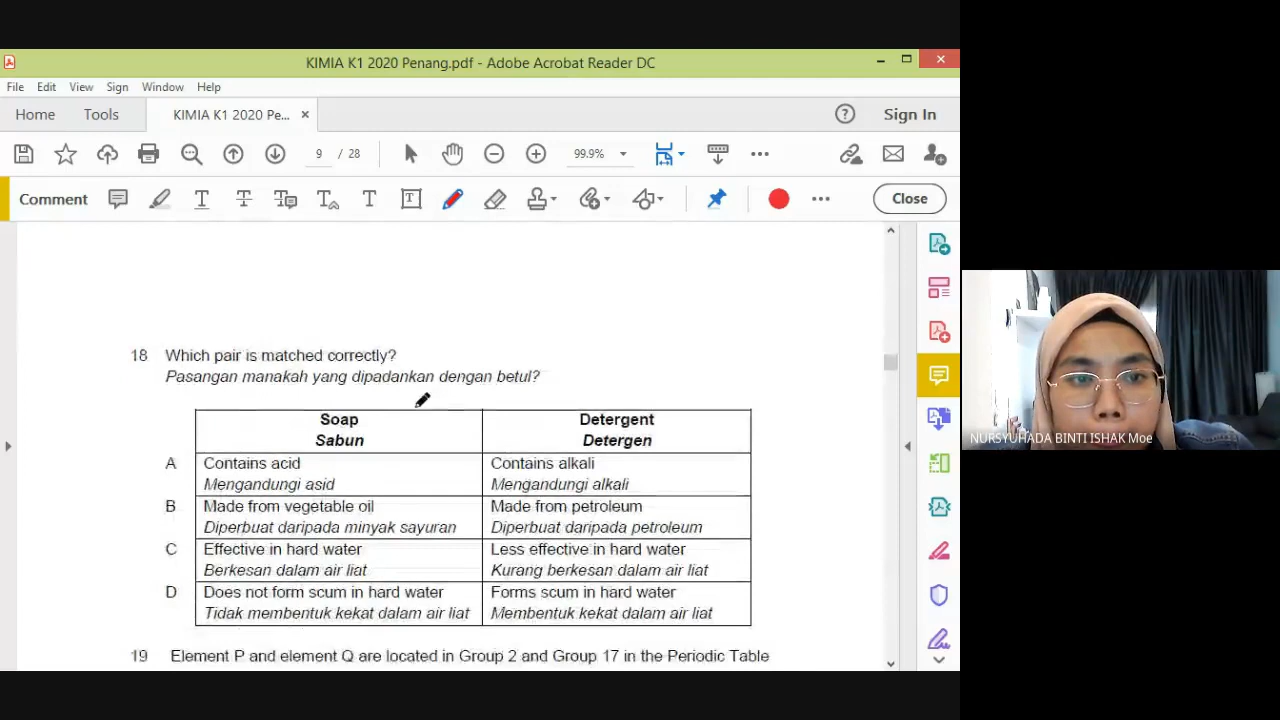 KIMIA K1 2020 Penang.pdf - Adobe Acrobat Reader DC
File Edit View Sign Window Help
Home Tools KIMIA K1 2020 Pe... Sign In
9 / 28 99.9%
Comment Close
18 Which pair is matched correctly?
Pasangan manakah yang dipadankan dengan betul?
Soap Detergent
Sabun Detergen
A Contains acid Contains alkali
Mengandungi asid Mengandungi alkali
B Made from vegetable oil Made from petroleum
Diperbuat daripada minyak sayuran Diperbuat daripada petroleum
C Effective in hard water Less effective in hard water
Berkesan dalam air liat Kurang berkesan dalam air liat
D Does not form scum in hard water Forms scum in hard water
Tidak membentuk kekat dalam air liat Membentuk kekat dalam air liat
19 Element P and element Q are located in Group 2 and Group 17 in the Periodic Table
NURSYUHADA BINTI ISHAK Moe